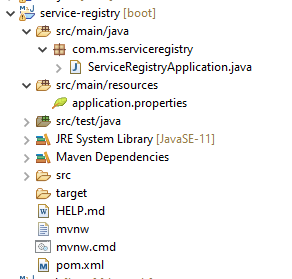 service-registry [boot]
src/main/java
com.ms.serviceregistry
ServiceRegistryApplication.java
src/main/resources
application.properties
src/test/java
JRE System Library [JavaSE-11]
Maven Dependencies
src
target
HELP.md
mvnw
mvnw.cmd
pom.xml